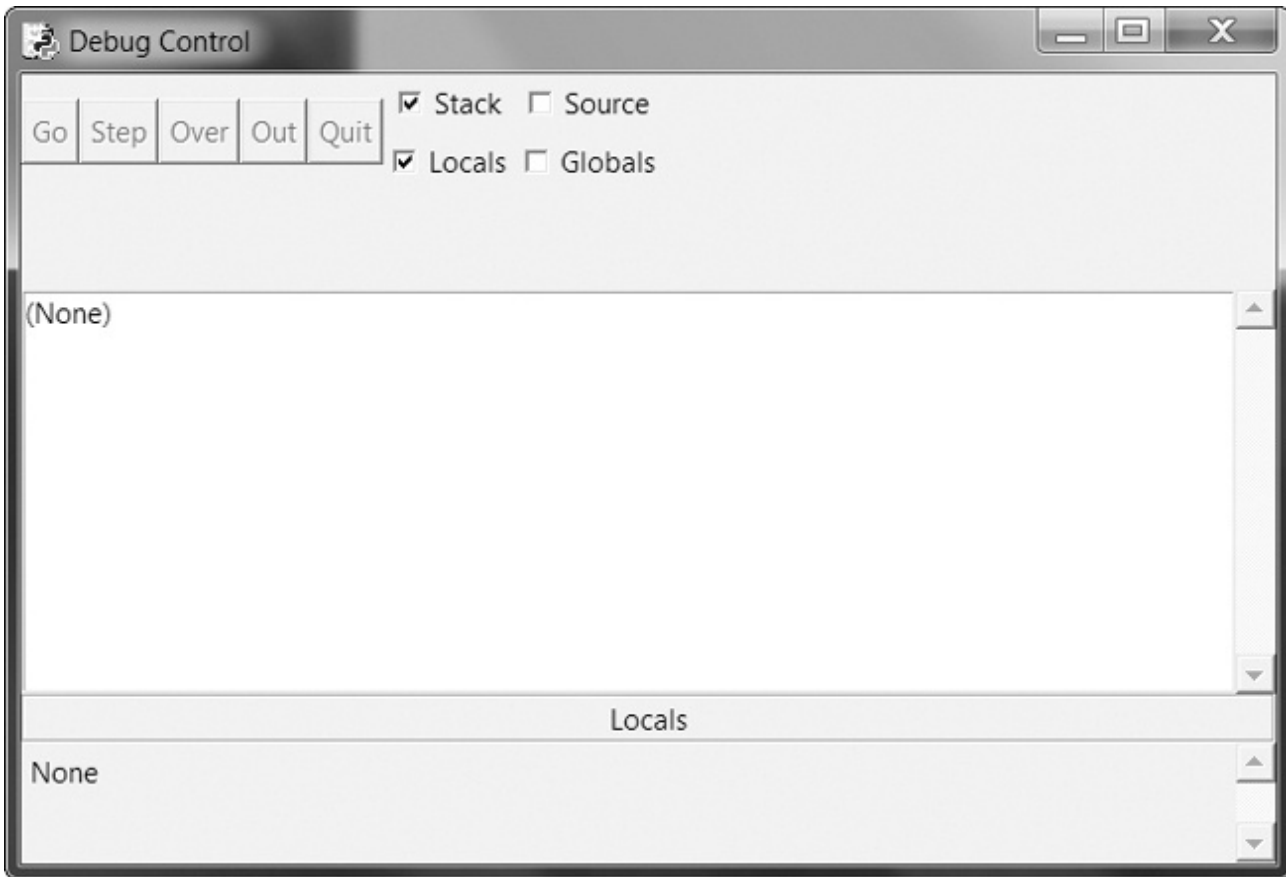 Debug Control
Go Step Over Out Quit
Stack Source
Locals Globals
(None)
Locals
None